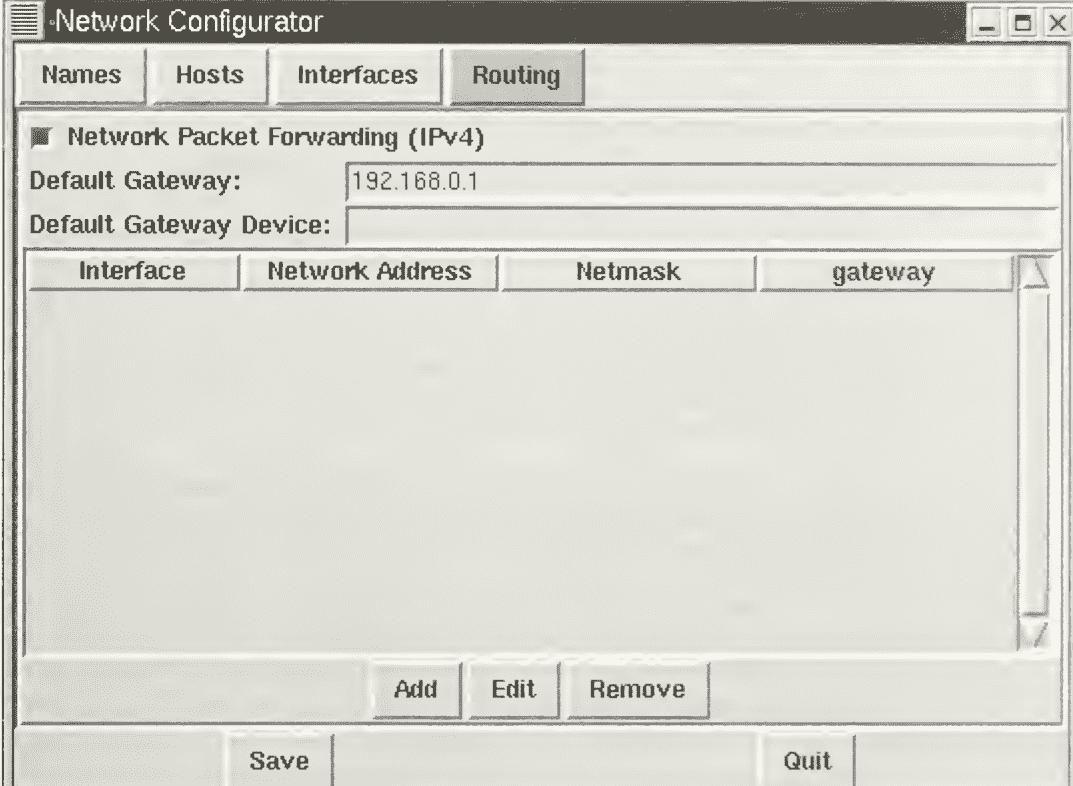 Network Configurator
Names Hosts Interfaces Routing
Network Packet Forwarding (IPv4)
Default Gateway: 192.168.0.1
Default Gateway Device:
Interface Network Address Netmask gateway
Add Edit Remove
Save Quit